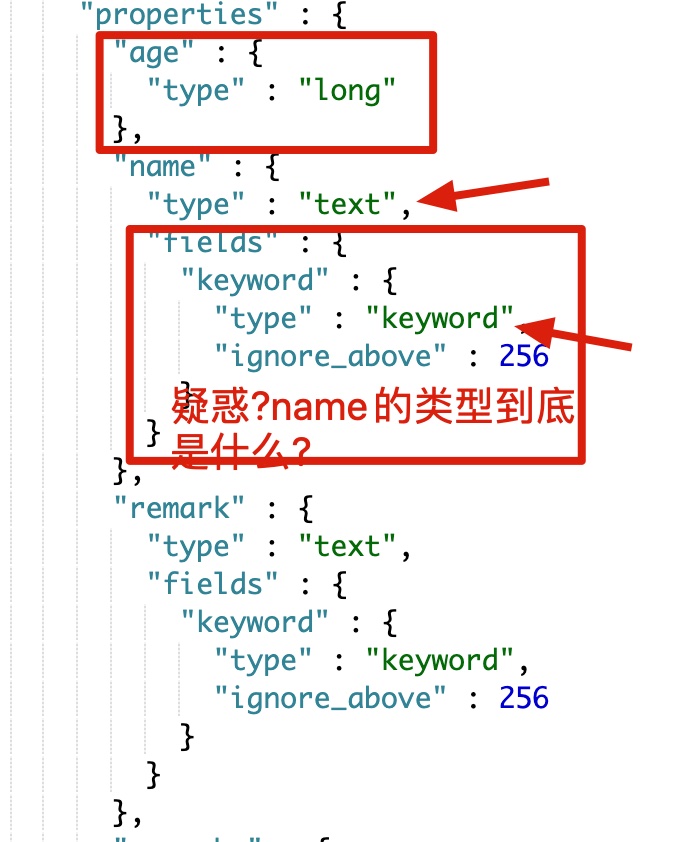 "properties" : {
"age" : {
"type" : "long"
},
"name" : {
"type" : "text",
"fields" : {
"keyword" : {
"type" : "keyword",
"ignore_above" : 256
}
疑惑?name的类型到底
}
是什么?
},
"remark" : {
"type" : "text",
"fields" : {
"keyword" : {
"type" : "keyword",
"ignore_above" : 256
}
}
},